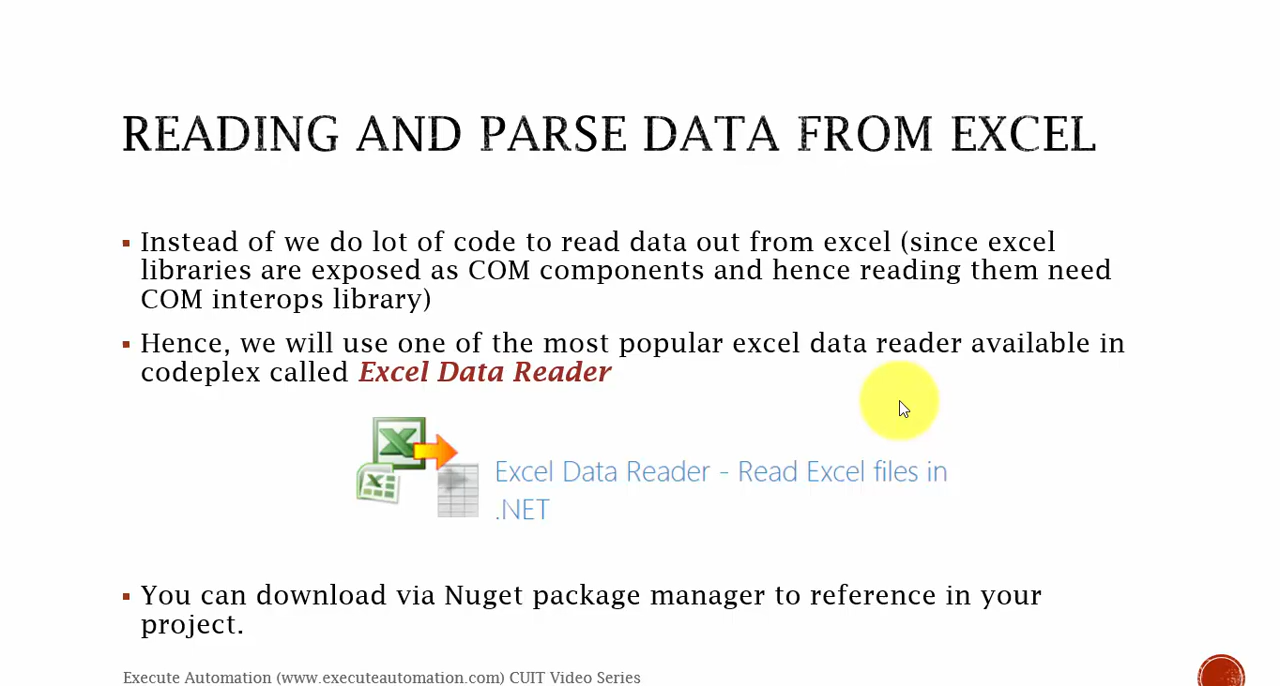 READING AND PARSE DATA FROM EXCEL
▪ Instead of we do lot of code to read data out from excel (since excel
libraries are exposed as COM components and hence reading them need
COM interops library)
▪ Hence, we will use one of the most popular excel data reader available in
codeplex called Excel Data Reader
Excel Data Reader - Read Excel files in
.NET
▪ You can download via Nuget package manager to reference in your
project.
Execute Automation (www.executeautomation.com) CUIT Video Series